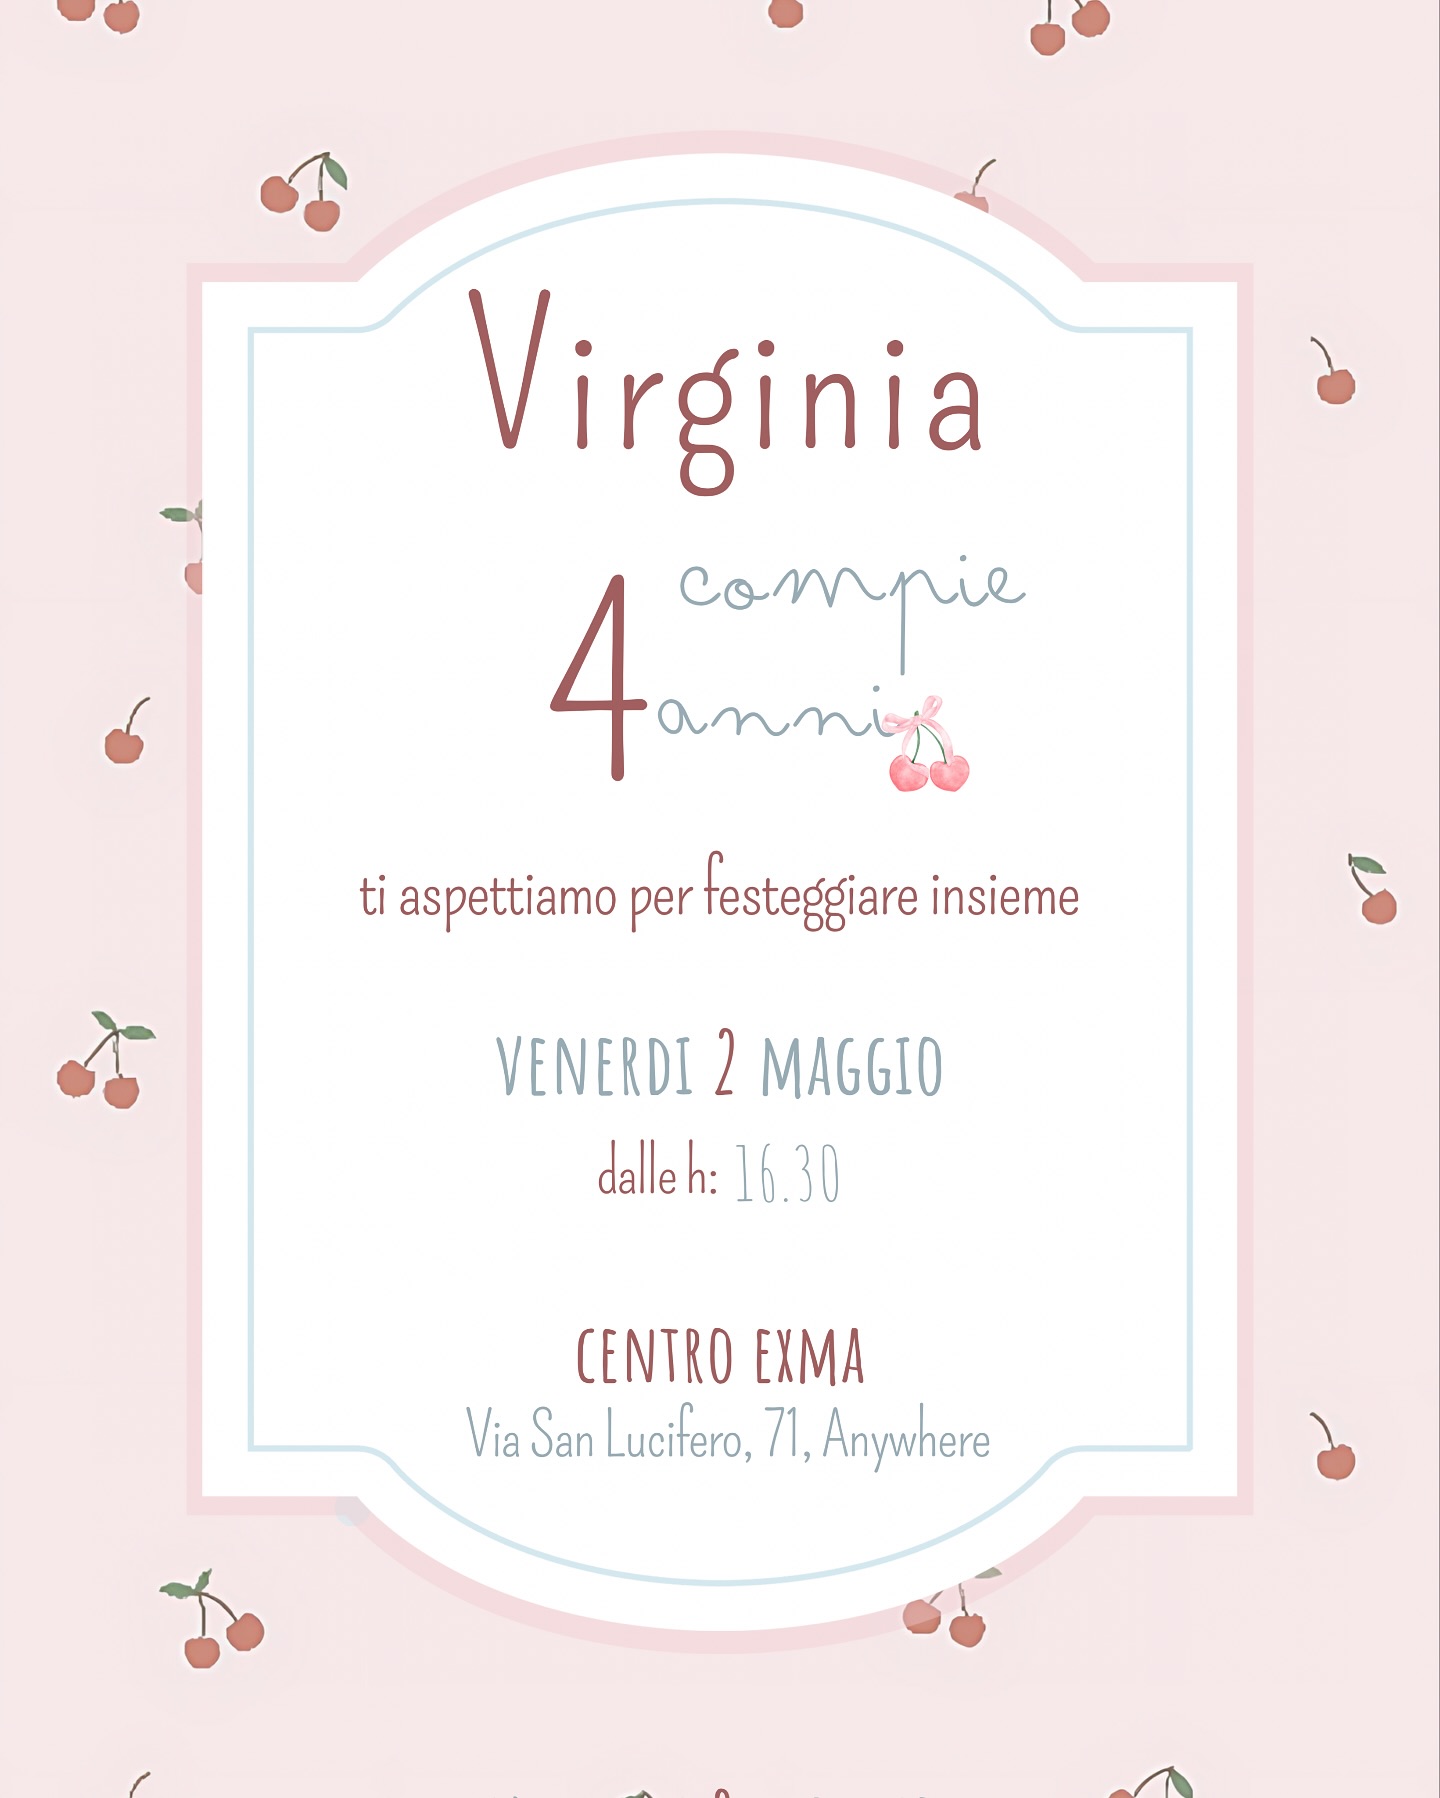 Virginia
compie
4 anni
ti aspettiamo per festeggiare insieme
VENERDI 2 MAGGIO
dalle h: 16.30
CENTRO EXMA
Via San Lucifero, 71, Anywhere